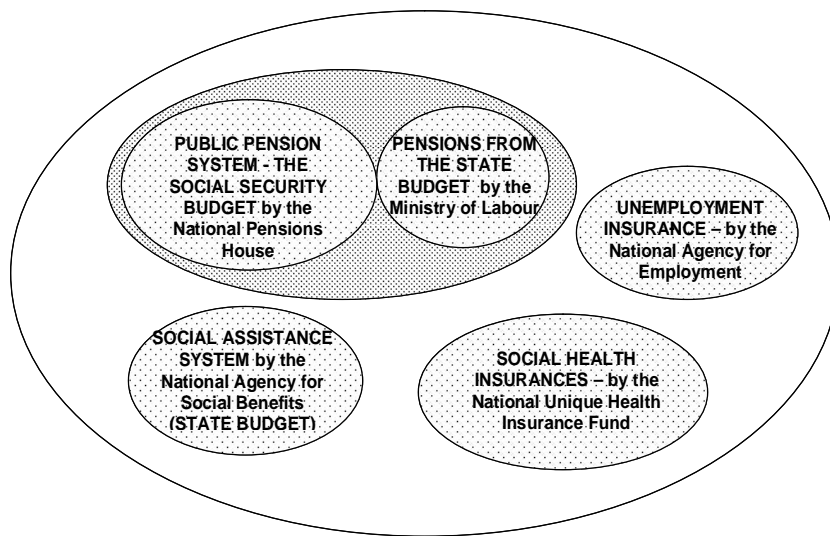 PUBLIC PENSION
SYSTEM - THE
SOCIAL SECURITY
BUDGET by the
National Pensions
House
PENSIONS FROM
THE STATE
BUDGET by the
Ministry of Labour
UNEMPLOYMENT
INSURANCE – by the
National Agency for
Employment
SOCIAL ASSISTANCE
SYSTEM by the
National Agency for
Social Benefits
(STATE BUDGET)
SOCIAL HEALTH
INSURANCES – by the
National Unique Health
Insurance Fund